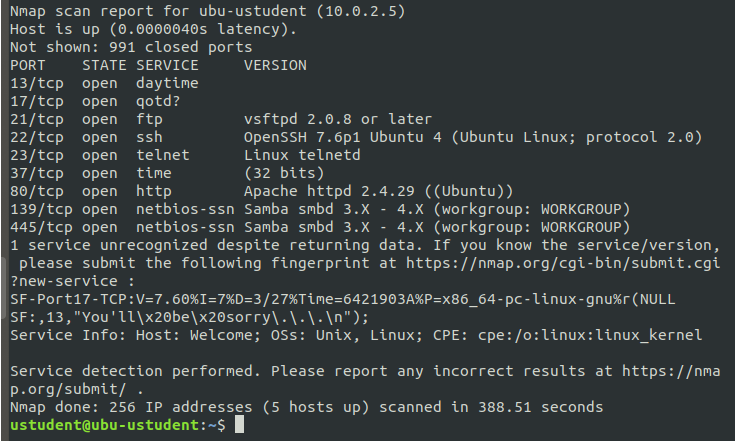 Nmap scan report for ubu-ustudent (10.0.2.5)
Host is up (0.0000040s latency).
Not shown: 991 closed ports
PORT    STATE SERVICE     VERSION
13/tcp  open  daytime
17/tcp  open  qotd?
21/tcp  open  ftp         vsftpd 2.0.8 or later
22/tcp  open  ssh         OpenSSH 7.6p1 Ubuntu 4 (Ubuntu Linux; protocol 2.0)
23/tcp  open  telnet      Linux telnetd
37/tcp  open  time        (32 bits)
80/tcp  open  http        Apache httpd 2.4.29 ((Ubuntu))
139/tcp open  netbios-ssn Samba smbd 3.X - 4.X (workgroup: WORKGROUP)
445/tcp open  netbios-ssn Samba smbd 3.X - 4.X (workgroup: WORKGROUP)
1 service unrecognized despite returning data. If you know the service/version,
 please submit the following fingerprint at https://nmap.org/cgi-bin/submit.cgi
?new-service :
SF-Port17-TCP:V=7.60%I=7%D=3/27%Time=6421903A%P=x86_64-pc-linux-gnu%r(NULL
SF:,13,"You'll\x20be\x20sorry\.\.\.\n");
Service Info: Host: Welcome; OSs: Unix, Linux; CPE: cpe:/o:linux:linux_kernel

Service detection performed. Please report any incorrect results at https://nma
p.org/submit/ .
Nmap done: 256 IP addresses (5 hosts up) scanned in 388.51 seconds
ustudent@ubu-ustudent:~$